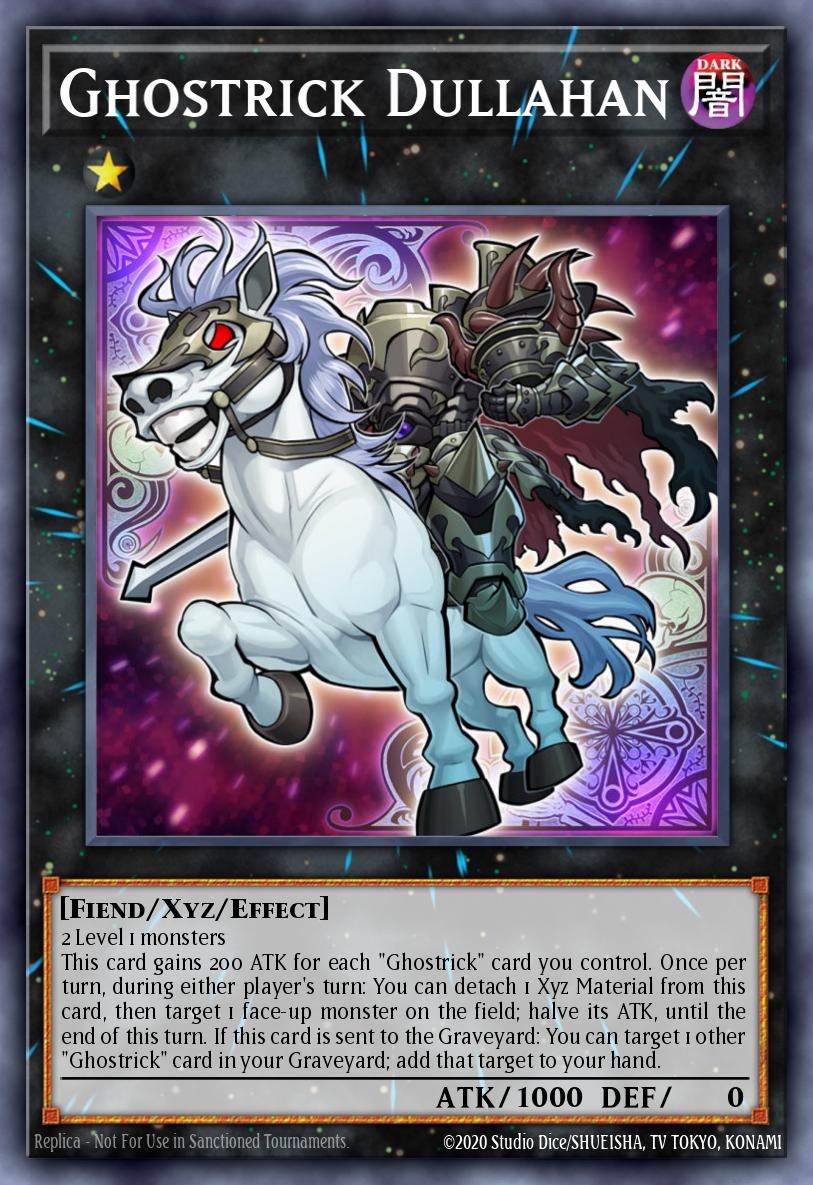 Ghostrick Dullahan
DARK
闇
[Fiend/Xyz/Effect]
2 Level 1 monsters
This card gains 200 ATK for each "Ghostrick" card you control. Once per
turn, during either player's turn: You can detach 1 Xyz Material from this
card, then target 1 face-up monster on the field; halve its ATK, until the
end of this turn. If this card is sent to the Graveyard: You can target 1 other
"Ghostrick" card in your Graveyard; add that target to your hand.
ATK/1000 DEF/ 0
Replica - Not For Use in Sanctioned Tournaments.
©2020 Studio Dice/SHUEISHA, TV TOKYO, KONAMI